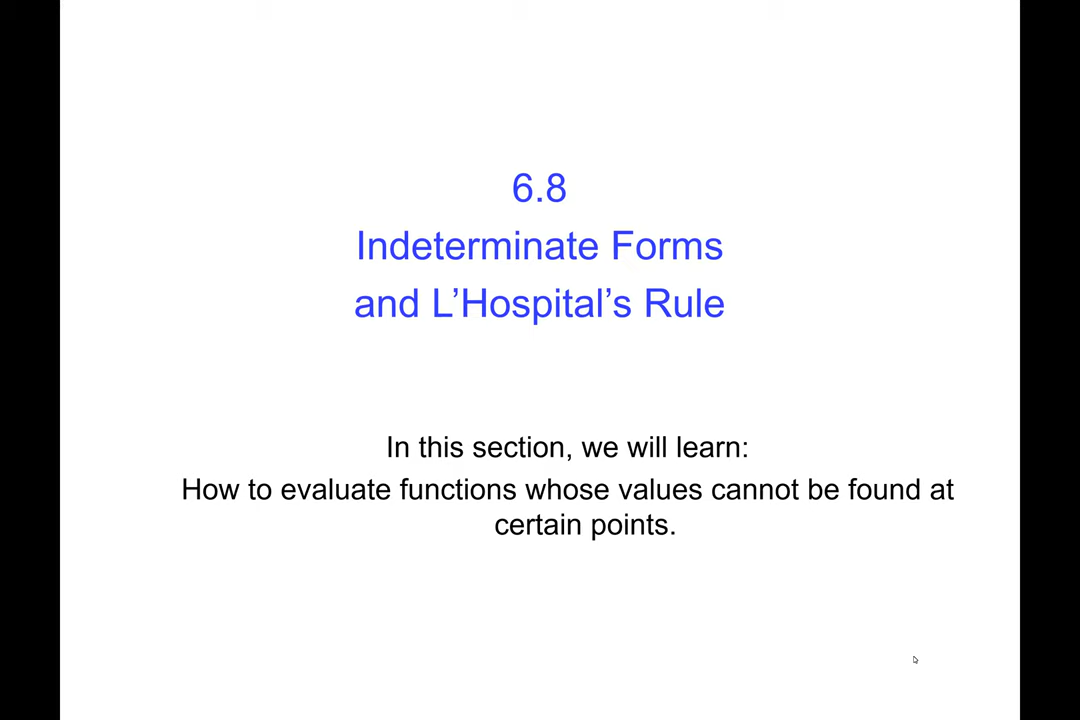 6.8
Indeterminate Forms
and L’Hospital’s Rule
In this section, we will learn:
How to evaluate functions whose values cannot be found at
certain points.